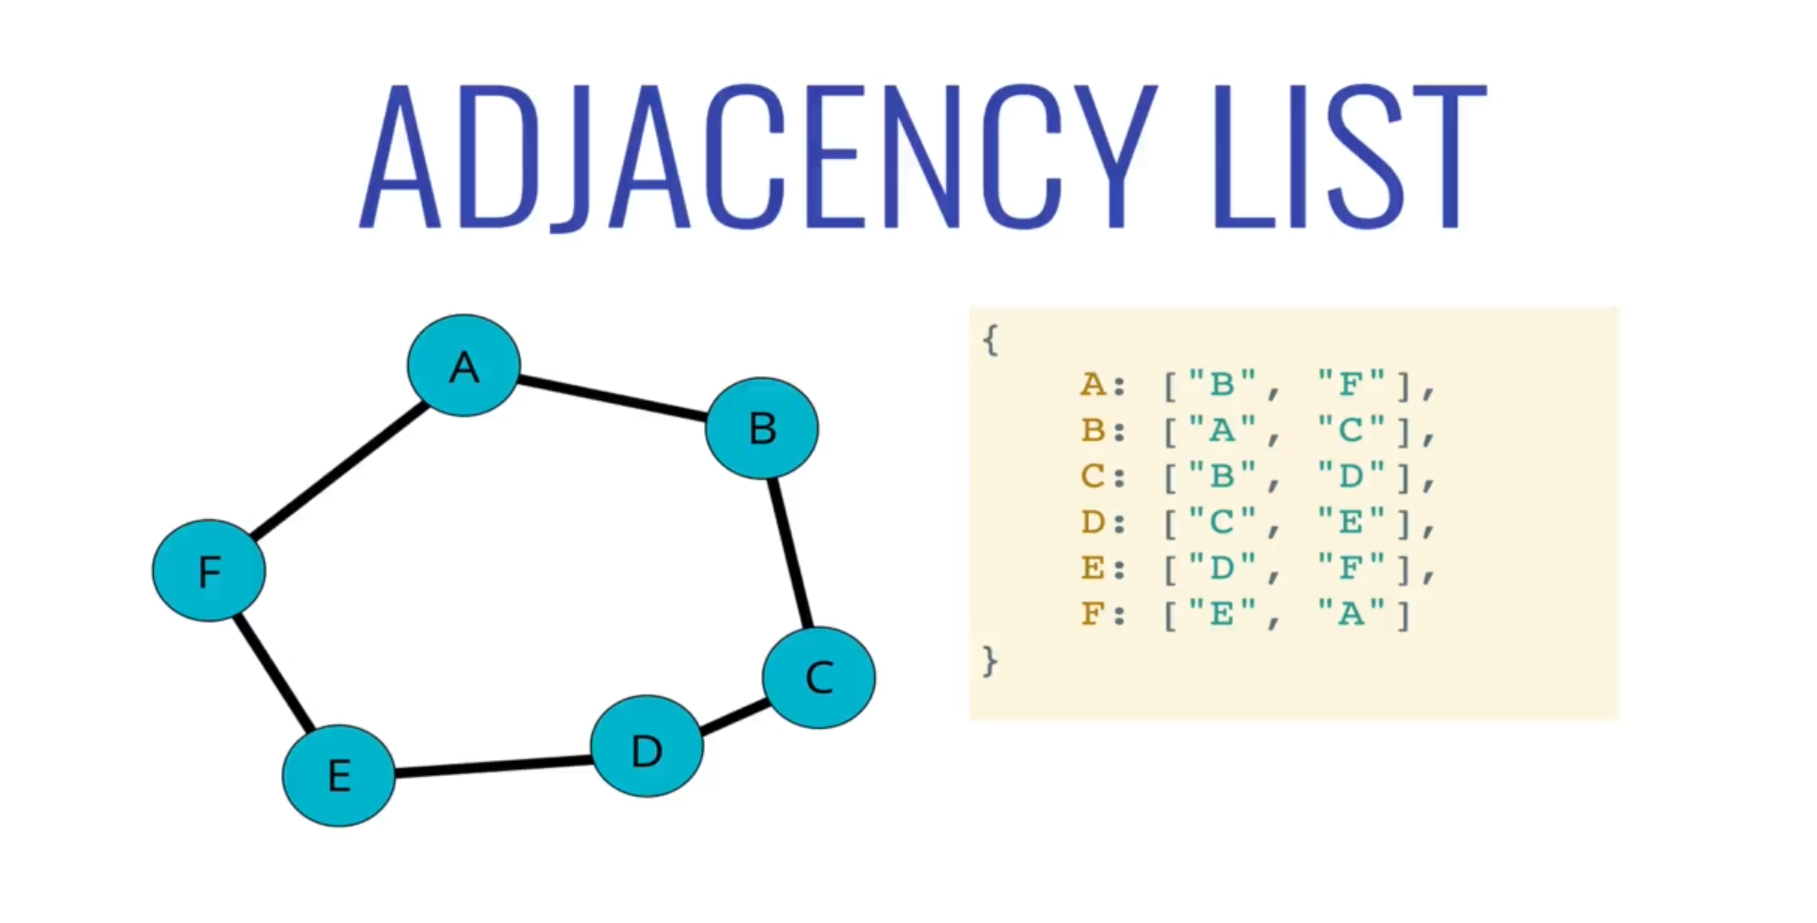 ADJACENCY LIST
A
B
F
C
D
E
{
A: ["B", "F"],
B: ["A", "C"],
C: ["B", "D"],
D: ["C", "E"],
E: ["D", "F"],
F: ["E", "A"]
}